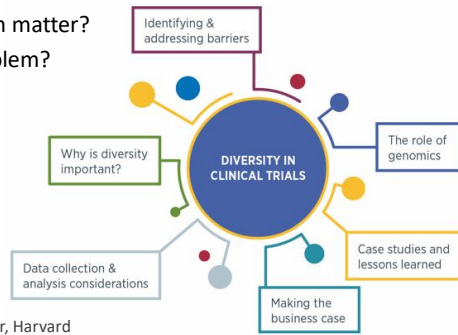 matter?
Identifying &
addressing barriers
Why is diversity
important?
DIVERSITY IN
CLINICAL TRIALS
The role of
genomics
Case studies and
lessons learned
Data collection &
analysis considerations
Making the
business case
Harvard